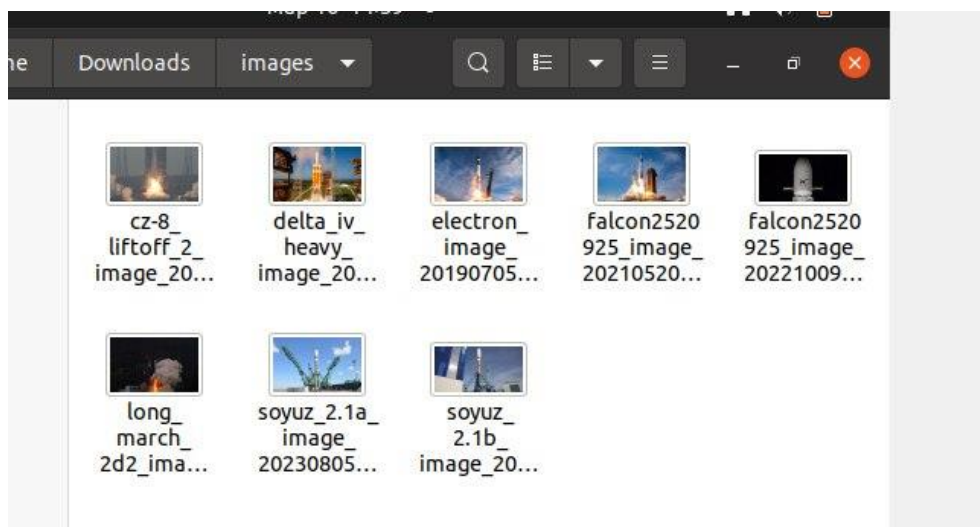 Downloads images
cz-8_
liftoff_2_
image_20...
delta_iv_
heavy_
image_20...
electron_
image_
20190705...
falcon2520
925_image_
20210520...
falcon2520
925_image_
20221009...
long_
march_
2d2_ima...
soyuz_2.1a_
image_
20230805...
soyuz_
2.1b_
image_20...